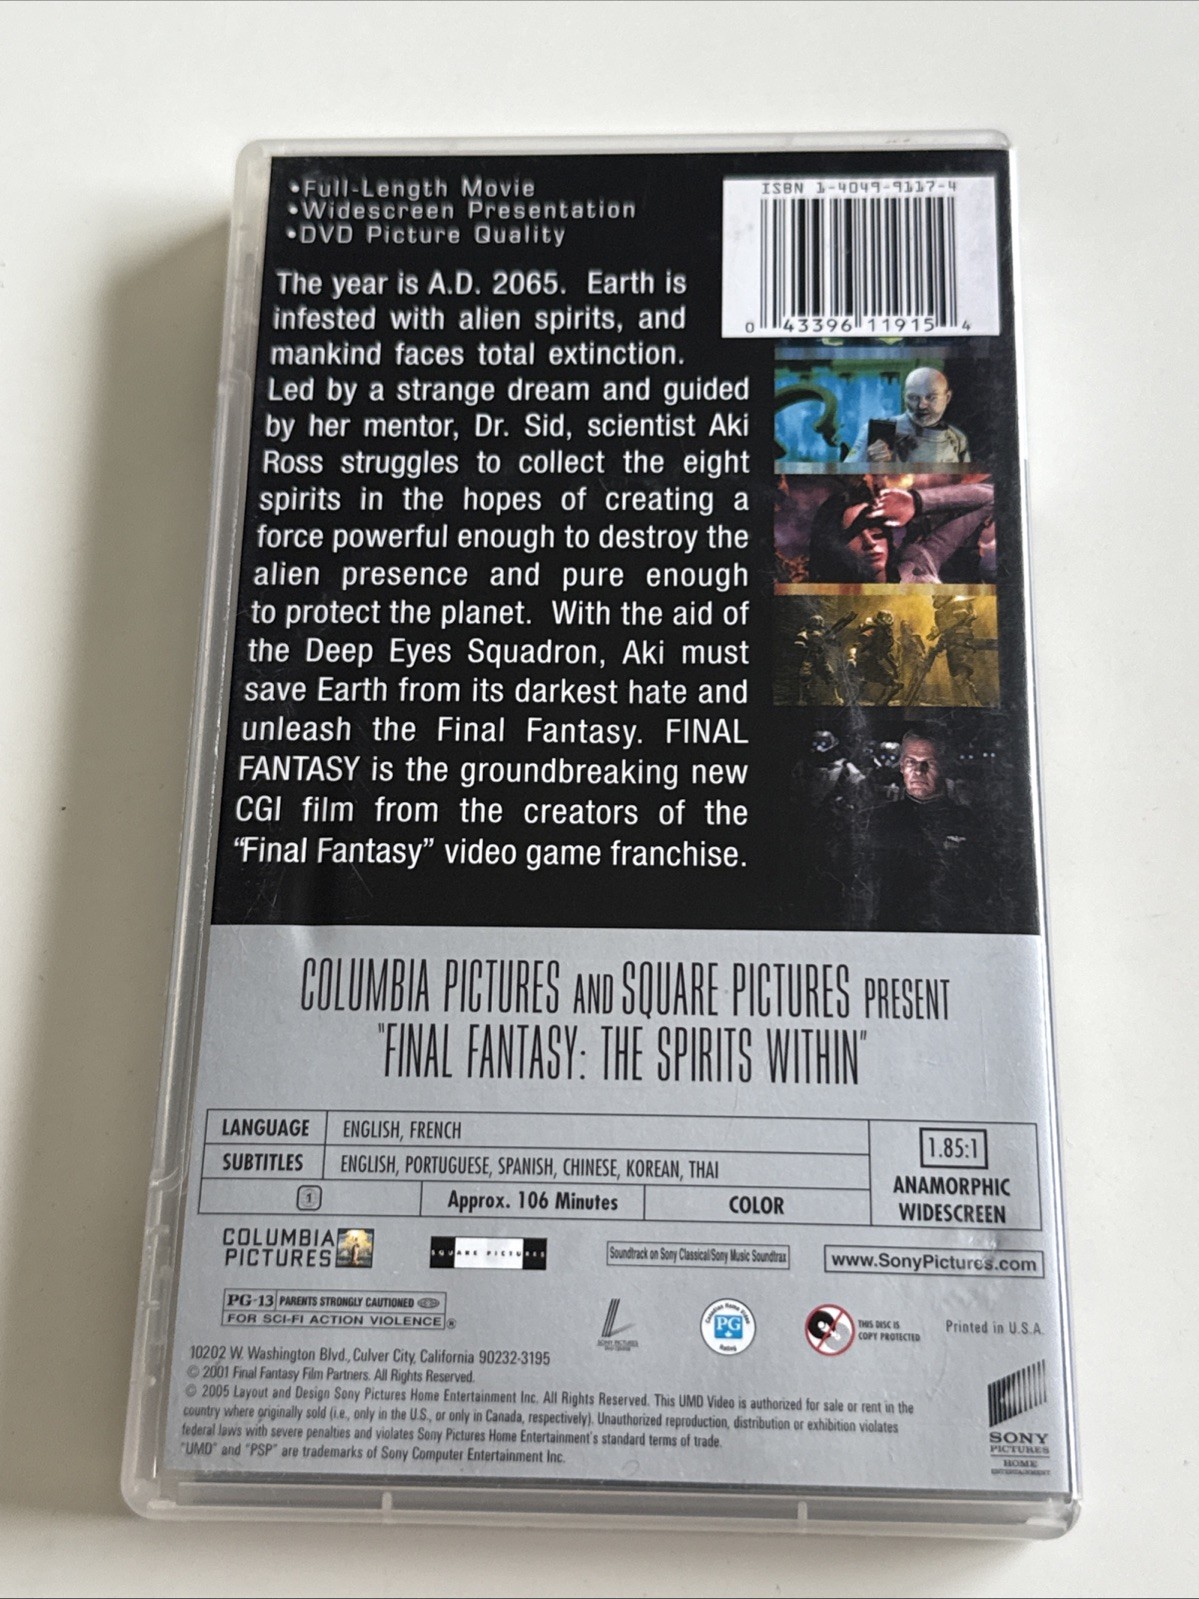 •Full-Length Movie
•Widescreen Presentation
•DVD Picture Quality
ISBN 1-4049-9117-4
0 43396 11915 4
The year is A.D. 2065. Earth is
infested with alien spirits, and
mankind faces total extinction.
Led by a strange dream and guided
by her mentor, Dr. Sid, scientist Aki
Ross struggles to collect the eight
spirits in the hopes of creating a
force powerful enough to destroy the
alien presence and pure enough
to protect the planet. With the aid of
the Deep Eyes Squadron, Aki must
save Earth from its darkest hate and
unleash the Final Fantasy. FINAL
FANTASY is the groundbreaking new
CGI film from the creators of the
“Final Fantasy” video game franchise.
COLUMBIA PICTURES AND SQUARE PICTURES PRESENT
"FINAL FANTASY: THE SPIRITS WITHIN"
LANGUAGE ENGLISH, FRENCH
SUBTITLES ENGLISH, PORTUGUESE, SPANISH, CHINESE, KOREAN, THAI
1 Approx. 106 Minutes COLOR
1.85:1
ANAMORPHIC
WIDESCREEN
COLUMBIA
PICTURES
SQUARE PICTURES
Soundtrack on Sony Classical/Sony Music Soundtrax
www.SonyPictures.com
PG-13 PARENTS STRONGLY CAUTIONED
FOR SCI-FI ACTION VIOLENCE ®
SONY PICTURES
Canadian Home Video
PG
Rating
THIS DISC IS
COPY PROTECTED
Printed in U.S.A.
10202 W. Washington Blvd., Culver City, California 90232-3195
© 2001 Final Fantasy Film Partners. All Rights Reserved.
© 2005 Layout and Design Sony Pictures Home Entertainment Inc. All Rights Reserved. This UMD Video is authorized for sale or rent in the
country where originally sold (i.e., only in the U.S., or only in Canada, respectively). Unauthorized reproduction, distribution or exhibition violates
federal laws with severe penalties and violates Sony Pictures Home Entertainment's standard terms of trade.
"UMD" and "PSP" are trademarks of Sony Computer Entertainment Inc.
SONY
PICTURES
HOME
ENTERTAINMENT